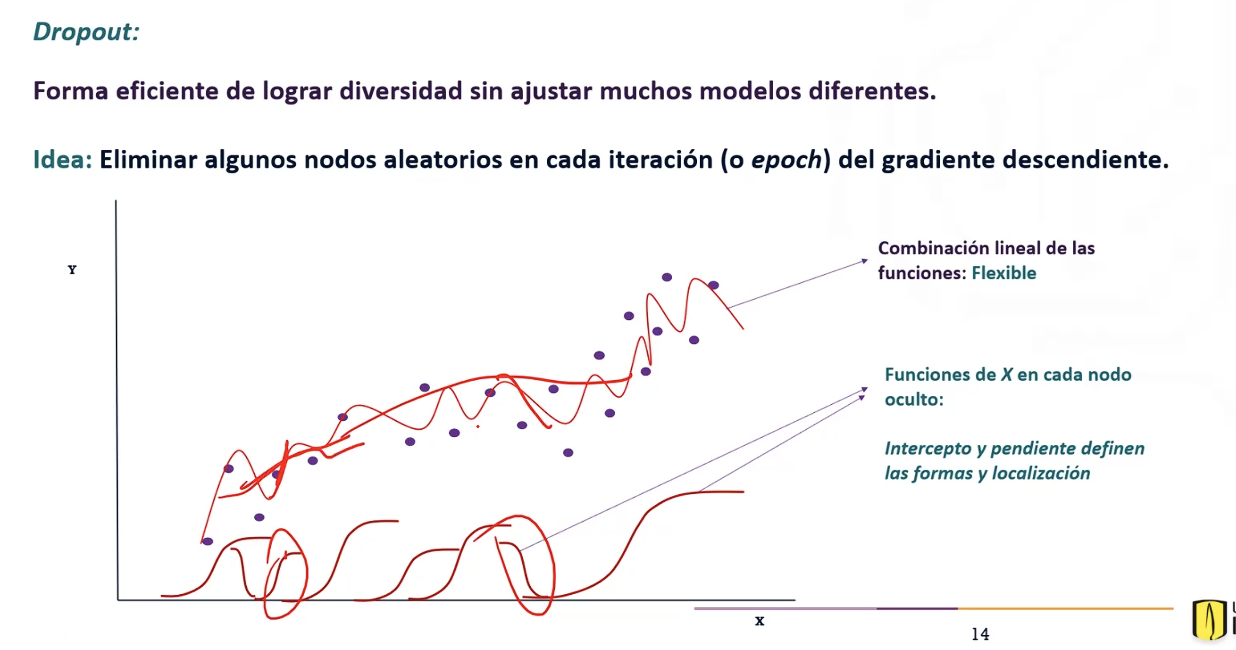 Dropout:
Forma eficiente de lograr diversidad sin ajustar muchos modelos diferentes.
Idea: Eliminar algunos nodos aleatorios en cada iteración (o epoch) del gradiente descendiente.
Y
Combinación lineal de las
funciones: Flexible
Funciones de X en cada nodo
oculto:
Intercepto y pendiente definen
las formas y localización
X
14